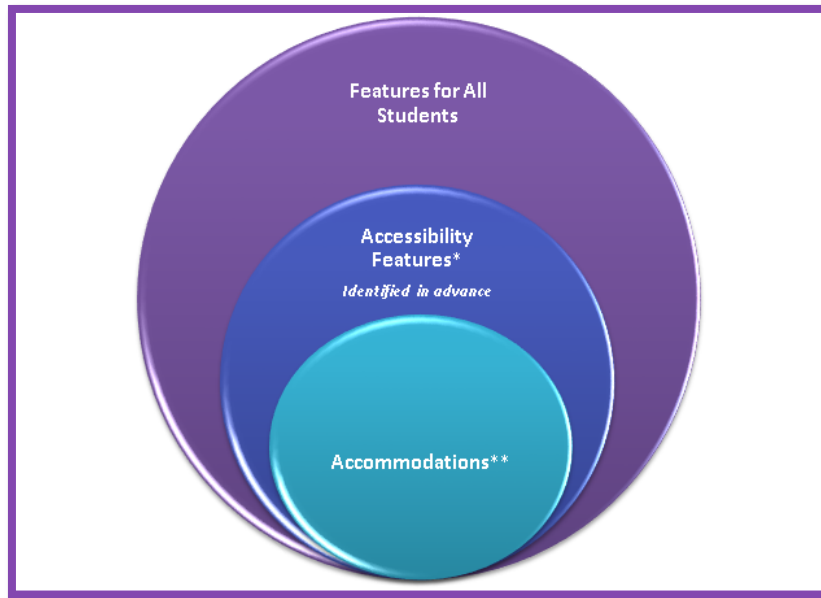 Features for All
Students
Accessibility
Features*
Identified in advance
Accommodations**